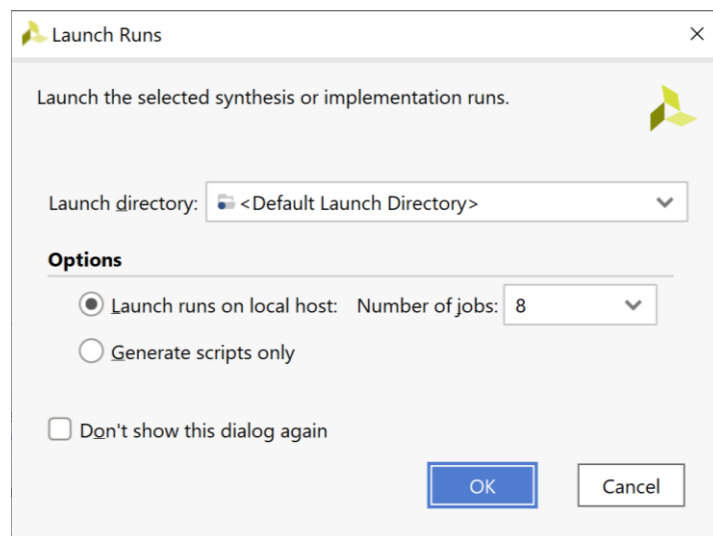 Launch Runs
Launch the selected synthesis or implementation runs.
Launch directory: <Default Launch Directory>
Options
Launch runs on local host: Number of jobs: 8
Generate scripts only
Don't show this dialog again
OK Cancel